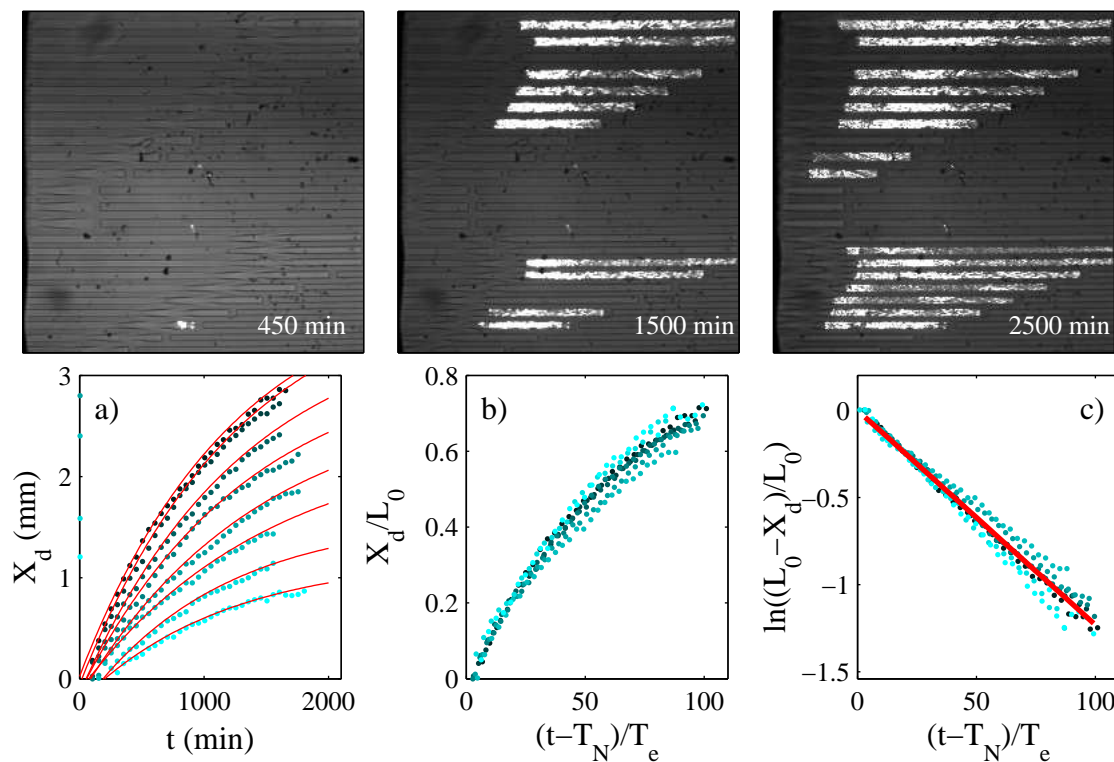 450 min
1500 min
2500 min
a)
X_d (mm)
3
2
1
0
0
1000
2000
t (min)
b)
X_d/L_0
0.8
0.6
0.4
0.2
0
0
50
100
(t−T_N)/T_e
c)
ln((L_0−X_d)/L_0)
0
−0.5
−1
−1.5
0
50
100
(t−T_N)/T_e